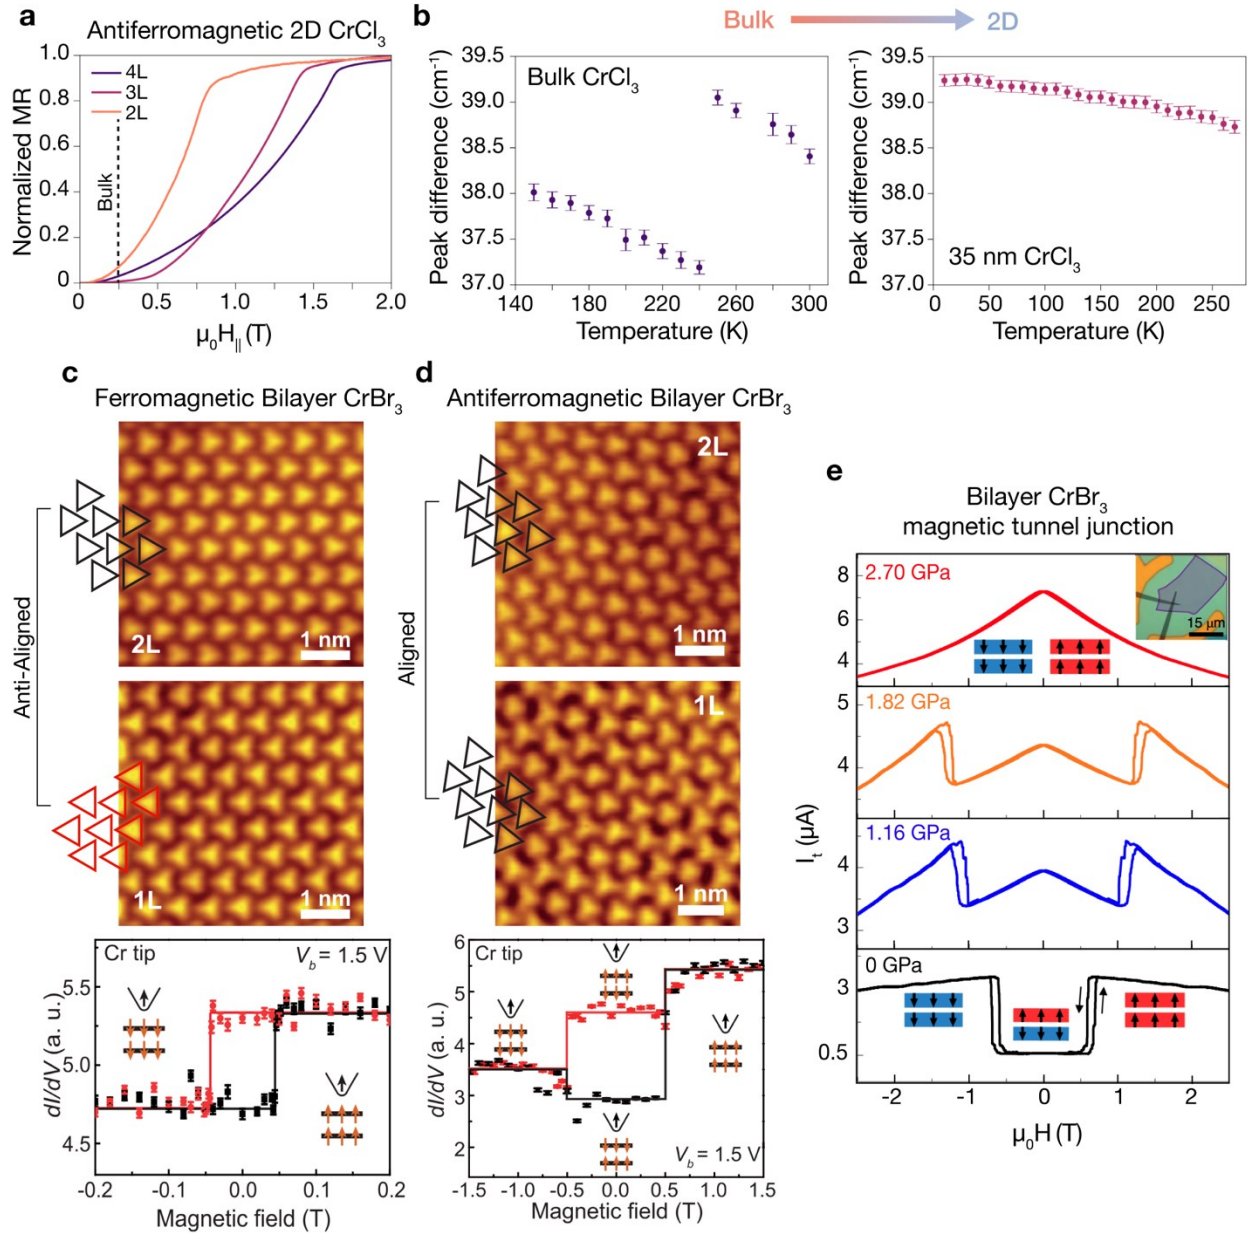 a
Antiferromagnetic 2D CrCl₃
Normalized MR
1.0
0.8
0.6
0.4
0.2
0
4L
3L
2L
Bulk
0
0.5
1.0
1.5
2.0
μ₀H|| (T)
b
Bulk
2D
Peak difference (cm⁻¹)
39.5
39.0
38.5
38.0
37.5
37.0
Bulk CrCl₃
140
180
220
260
300
Temperature (K)
Peak difference (cm⁻¹)
39.5
39.0
38.5
38.0
37.5
37.0
35 nm CrCl₃
0
50
100
150
200
250
Temperature (K)
c
Ferromagnetic Bilayer CrBr₃
Anti-Aligned
2L
1 nm
1L
1 nm
Cr tip
V_b = 1.5 V
dI/dV (a. u.)
5.5
5.0
4.5
-0.2
-0.1
0.0
0.1
0.2
Magnetic field (T)
d
Antiferromagnetic Bilayer CrBr₃
Aligned
2L
1 nm
1L
1 nm
Cr tip
V_b = 1.5 V
dI/dV (a. u.)
6
5
4
3
2
-1.5
-1.0
-0.5
0.0
0.5
1.0
1.5
Magnetic field (T)
e
Bilayer CrBr₃
magnetic tunnel junction
2.70 GPa
15 μm
8
6
4
1.82 GPa
5
4
1.16 GPa
4
3
0 GPa
3
0.5
I_t (μA)
-2
-1
0
1
2
μ₀H (T)